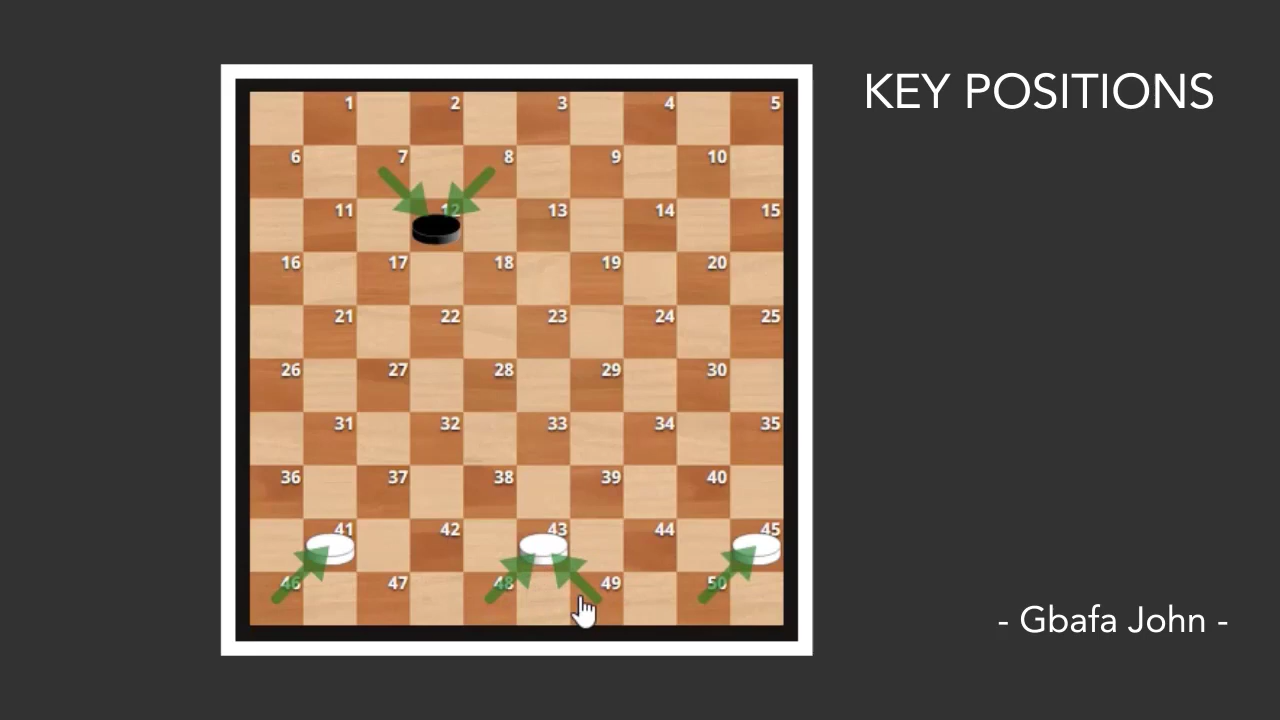 KEY POSITIONS
1 2 3 4 5
6 7 8 9 10
11 12 13 14 15
16 17 18 19 20
21 22 23 24 25
26 27 28 29 30
31 32 33 34 35
36 37 38 39 40
41 42 43 44 45
46 47 48 49 50
- Gbafa John -